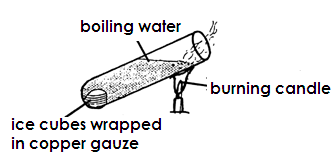 boiling water
burning candle
ice cubes wrapped
in copper gauze